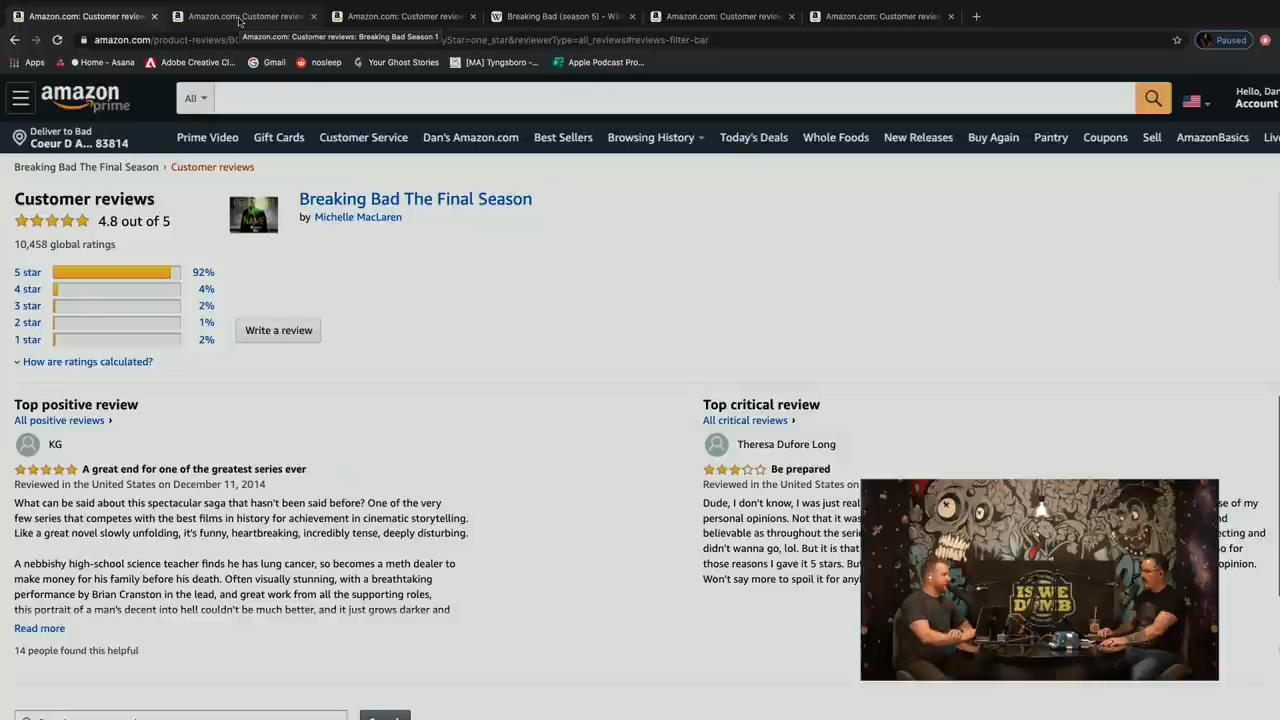 Amazon.com: Customer review
Amazon.com: Customer review
Amazon.com: Customer review
Breaking Bad (season 5) - Wik
Amazon.com: Customer review
Amazon.com: Customer review
amazon.com/product-reviews/B
yStar=one_star&reviewerType=all_reviews#reviews-filter-bar
Amazon.com: Customer reviews: Breaking Bad Season 1
Paused
Apps
Home - Asana
Adobe Creative Cl...
Gmail
nosleep
Your Ghost Stories
[MA] Tyngsboro -...
Apple Podcast Pro...
amazon
prime
All
Hello, Dan
Account
Deliver to Bad
Coeur D A... 83814
Prime Video
Gift Cards
Customer Service
Dan's Amazon.com
Best Sellers
Browsing History
Today's Deals
Whole Foods
New Releases
Buy Again
Pantry
Coupons
Sell
AmazonBasics
Liv
Breaking Bad The Final Season › Customer reviews
Customer reviews
4.8 out of 5
10,458 global ratings
Breaking Bad The Final Season
by Michelle MacLaren
NAME
5 star 92%
4 star 4%
3 star 2%
2 star 1%
1 star 2%
Write a review
How are ratings calculated?
Top positive review
All positive reviews ›
KG
A great end for one of the greatest series ever
Reviewed in the United States on December 11, 2014
What can be said about this spectacular saga that hasn't been said before? One of the very
few series that competes with the best films in history for achievement in cinematic storytelling.
Like a great novel slowly unfolding, it's funny, heartbreaking, incredibly tense, deeply disturbing.
A nebbishy high-school science teacher finds he has lung cancer, so becomes a meth dealer to
make money for his family before his death. Often visually stunning, with a breathtaking
performance by Brian Cranston in the lead, and great work from all the supporting roles,
this portrait of a man's decent into hell couldn't be much better, and it just grows darker and
Read more
14 people found this helpful
Top critical review
All critical reviews ›
Theresa Dufore Long
Be prepared
Reviewed in the United States on
Dude, I don't know, I was just real
se of my
personal opinions. Not that it was
nd
believable as throughout the serie
ecting and
didn't wanna go, lol. But it is that
o for
those reasons I gave it 5 stars. Bu
opinion.
Won't say more to spoil it for any
IS WE
DUMB